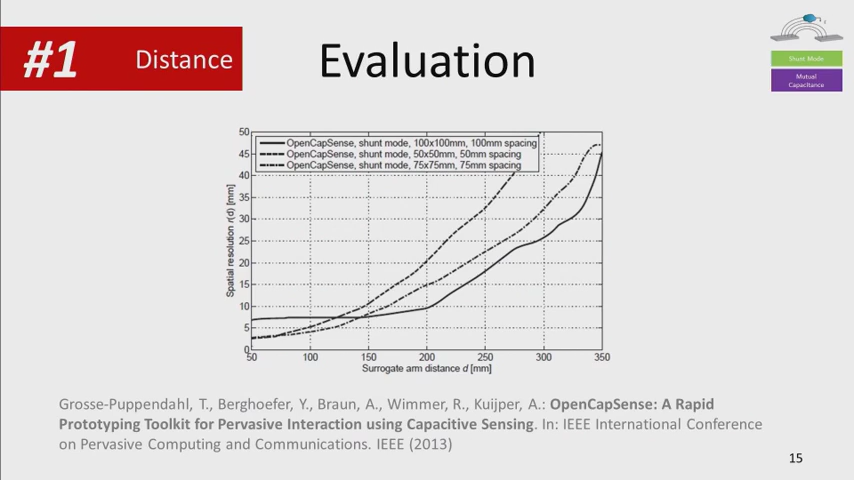 #1 Distance
Evaluation
Shunt Mode
Mutual
Capacitance
OpenCapSense, shunt mode, 100x100mm, 100mm spacing
OpenCapSense, shunt mode, 50x50mm, 50mm spacing
OpenCapSense, shunt mode, 75x75mm, 75mm spacing
50
45
40
35
30
25
20
15
10
5
0
Spatial resolution r(d) [mm]
50 100 150 200 250 300 350
Surrogate arm distance d [mm]
Grosse-Puppendahl, T., Berghoefer, Y., Braun, A., Wimmer, R., Kuijper, A.: OpenCapSense: A Rapid
Prototyping Toolkit for Pervasive Interaction using Capacitive Sensing. In: IEEE International Conference
on Pervasive Computing and Communications. IEEE (2013)
15